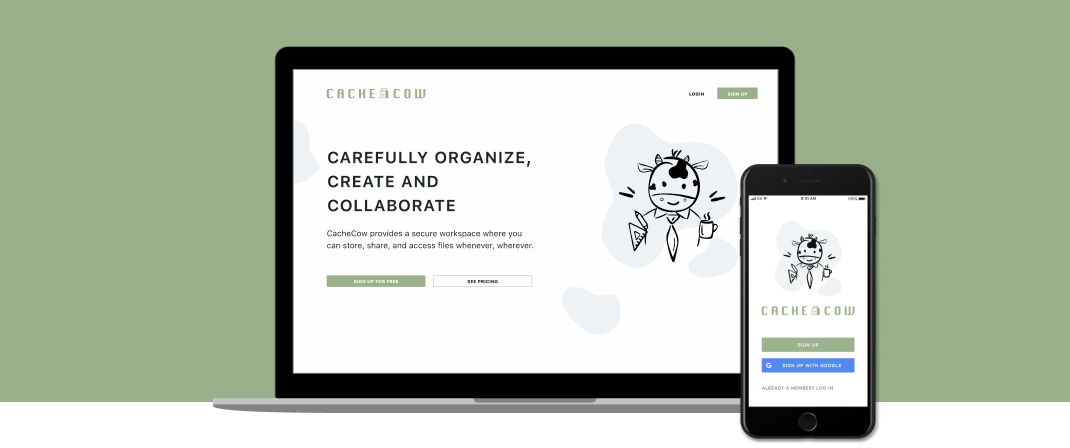 CACHE COW
LOGIN
SIGN UP
CAREFULLY ORGANIZE,
CREATE AND
COLLABORATE
CacheCow provides a secure workspace where you
can store, share, and access files whenever, wherever.
SIGN UP FOR FREE
SEE PRICING
9:41 AM
100%
CACHE COW
SIGN UP
G SIGN UP WITH GOOGLE
ALREADY A MEMBER? LOG IN